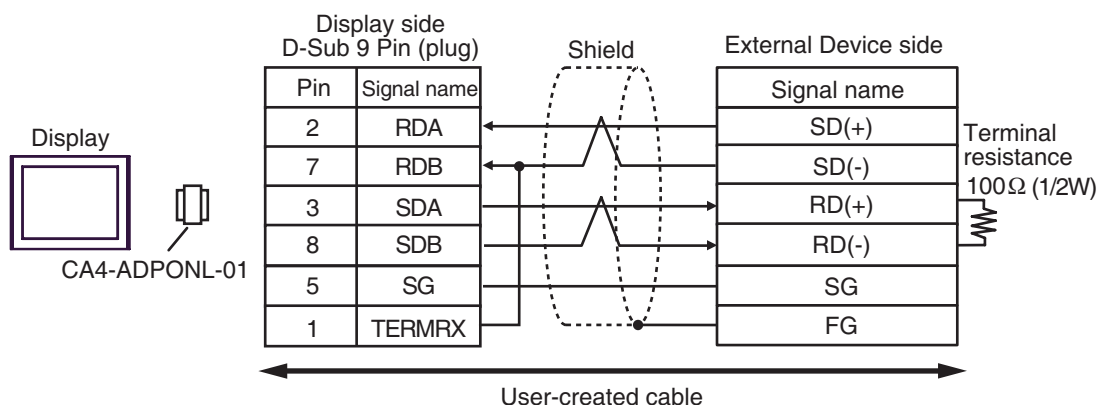 Display side
D-Sub 9 Pin (plug)
Shield
External Device side
Pin Signal name
Signal name
2 RDA
SD(+)
7 RDB
SD(-)
3 SDA
RD(+)
8 SDB
RD(-)
5 SG
SG
1 TERMRX
FG
Display
CA4-ADPONL-01
Terminal
resistance
100Ω (1/2W)
User-created cable